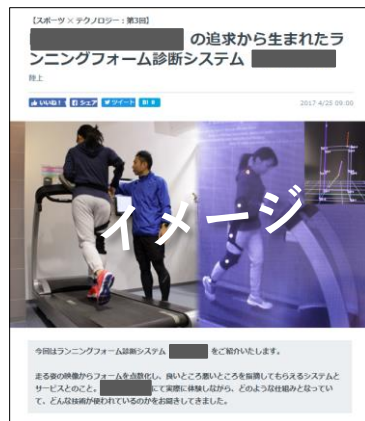 【スポーツ×テクノロジー：第3回】
の追求から生まれたラ
ンニングフォーム診断システム
陸上
いいね！ シェア ツイート B! 6
2017 4/25 09:00
イメージ
今回はランニングフォーム診断システム をご紹介いたします。
走る姿の映像からフォームを点数化し、良いところ悪いところを指摘してもらえるシステムと
サービスとのこと。 にて実際に体験しながら、どのような仕組みとなってい
て、どんな技術が使われているのかをお聞きしてきました。